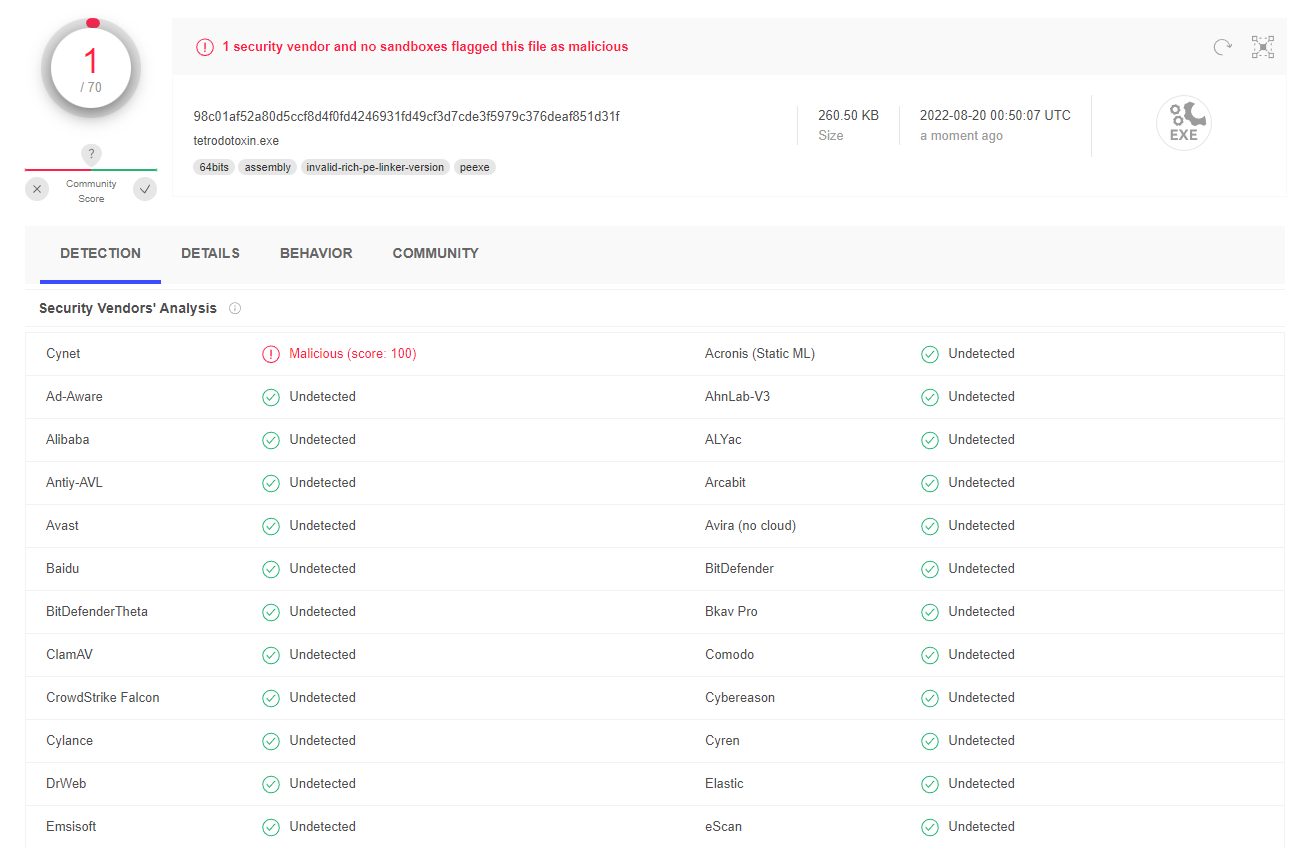 1
/ 70
?
Community
Score
1 security vendor and no sandboxes flagged this file as malicious
98c01af52a80d5ccf8d4f0fd4246931fd49cf3d7cde3f5979c376deaf851d31f
tetrodotoxin.exe
64bits assembly invalid-rich-pe-linker-version peexe
260.50 KB
Size
2022-08-20 00:50:07 UTC
a moment ago
EXE
DETECTION DETAILS BEHAVIOR COMMUNITY
Security Vendors' Analysis
Cynet Malicious (score: 100) Acronis (Static ML) Undetected
Ad-Aware Undetected AhnLab-V3 Undetected
Alibaba Undetected ALYac Undetected
Antiy-AVL Undetected Arcabit Undetected
Avast Undetected Avira (no cloud) Undetected
Baidu Undetected BitDefender Undetected
BitDefenderTheta Undetected Bkav Pro Undetected
ClamAV Undetected Comodo Undetected
CrowdStrike Falcon Undetected Cybereason Undetected
Cylance Undetected Cyren Undetected
DrWeb Undetected Elastic Undetected
Emsisoft Undetected eScan Undetected